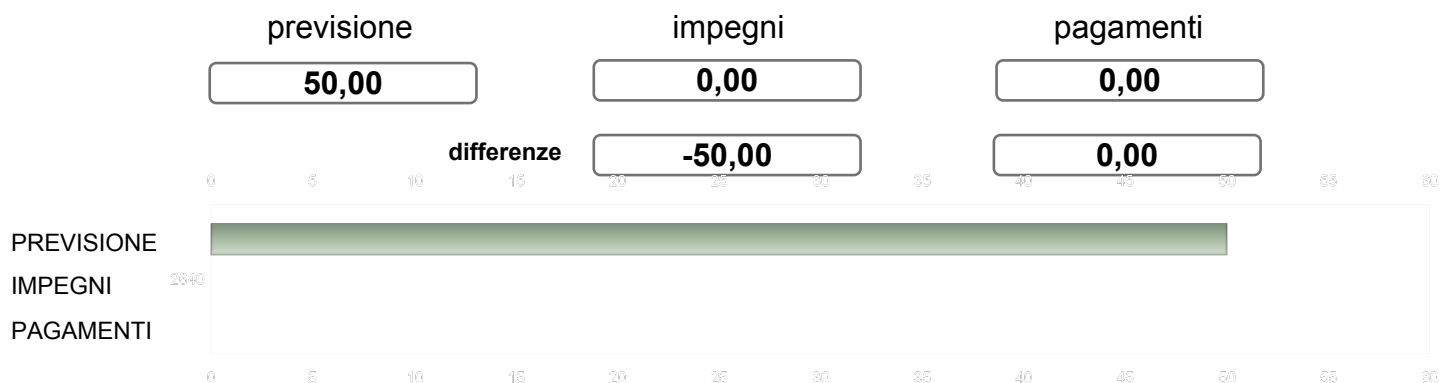 previsione impegni pagamenti
50,00 0,00 0,00
differenze -50,00 0,00
0 5 10 15 20 25 30 35 40 45 50 55 60
PREVISIONE
2640
IMPEGNI
PAGAMENTI
0 5 10 15 20 25 30 35 40 45 50 55 60